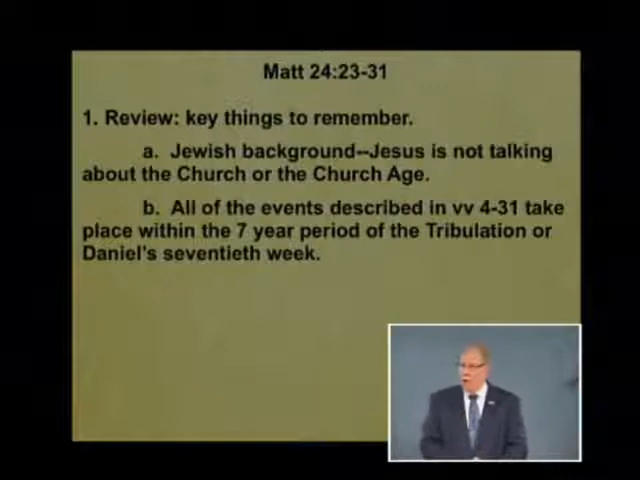 Matt 24:23-31
1. Review: key things to remember.
a. Jewish background--Jesus is not talking
about the Church or the Church Age.
b. All of the events described in vv 4-31 take
place within the 7 year period of the Tribulation or
Daniel's seventieth week.